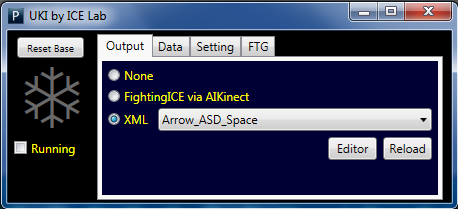 P UKI by ICE Lab
Reset Base
Running
Output Data Setting FTG
None
FightingICE via AIKinect
XML Arrow_ASD_Space
Editor Reload